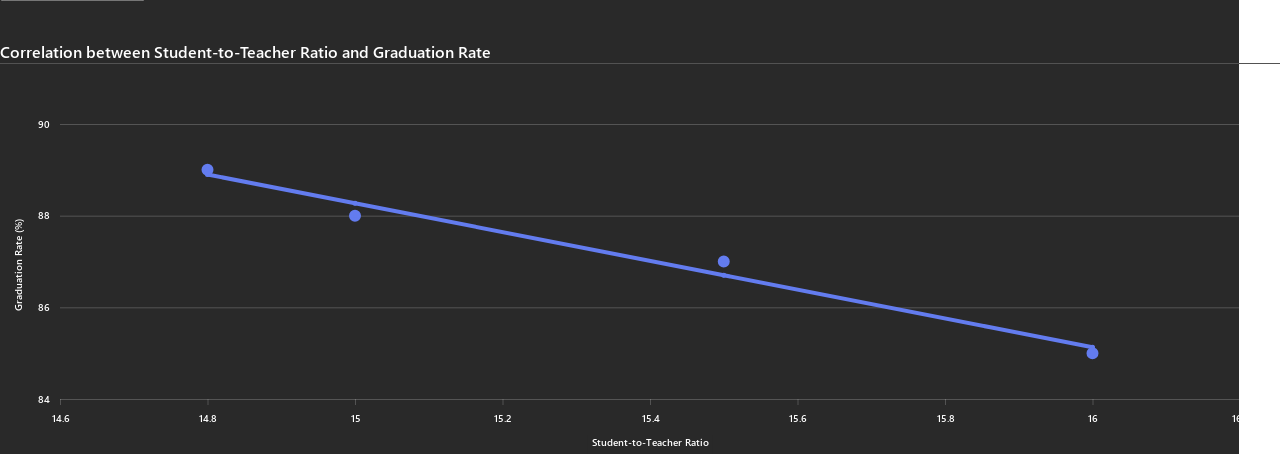 Correlation between Student-to-Teacher Ratio and Graduation Rate
90
88
86
84
Graduation Rate (%)
14.6 14.8 15 15.2 15.4 15.6 15.8 16
Student-to-Teacher Ratio